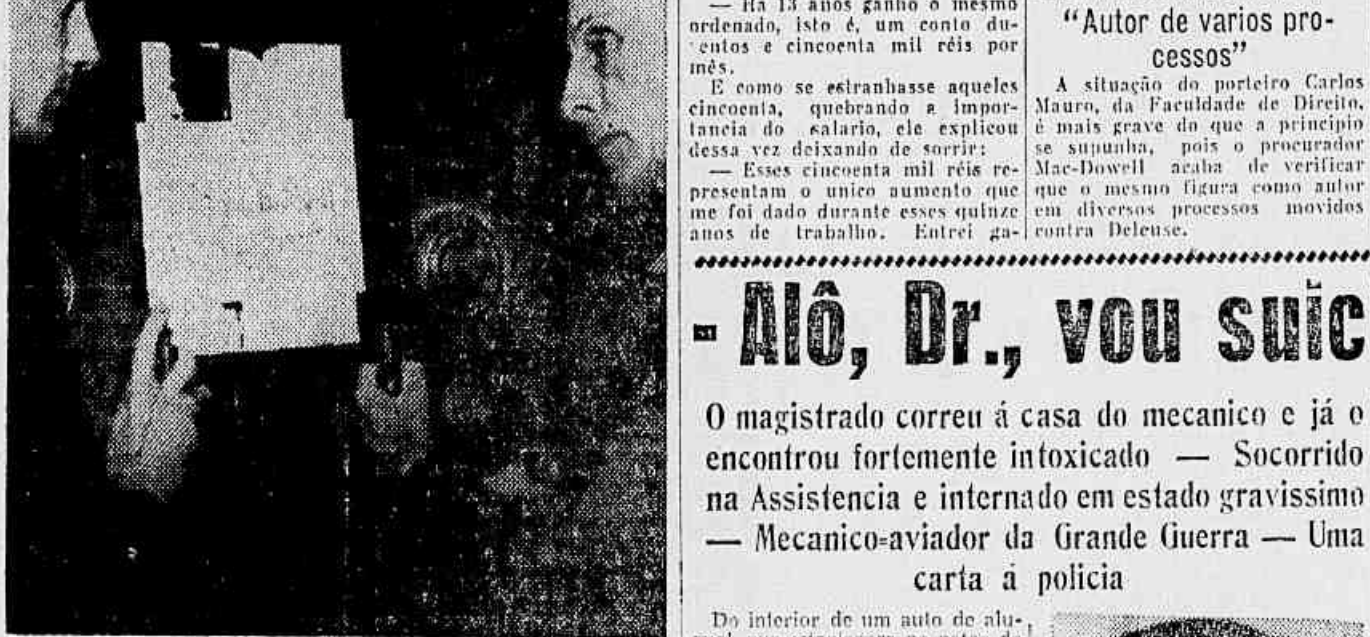 — Há 13 anos ganho o mesmo
ordenado, isto é, um conto du-
entos e cincoenta mil réis por
mês.
E como se estranhasse aqueles
cincoenta, quebrando a impor-
tancia do salario, ele explicou
dessa vez deixando de sorrir:
— Esses cincoenta mil réis re-
presentam o unico aumento que
me foi dado durante esses quinze
anos de trabalho. Entrei ga-
"Autor de varios pro-
cessos"
A situação do porteiro Carlos
Mauro, da Faculdade de Direito,
é mais grave do que a principio
se supunha, pois o procurador
Mac-Dowell acaba de verificar
que o mesmo figura como autor
em diversos processos movidos
contra Deleuse.
- Alô, Dr., vou suic
O magistrado correu á casa do mecanico e já o
encontrou fortemente intoxicado — Socorrido
na Assistencia e internado em estado gravissimo
— Mecanico-aviador da Grande Guerra — Uma
carta á policia
Do interior de um auto de alu-